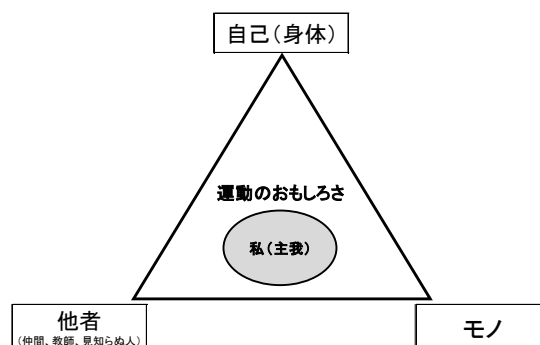 自己(身体)
運動のおもしろさ
私(主我)
他者
(仲間、教師、見知らぬ人)
モノ